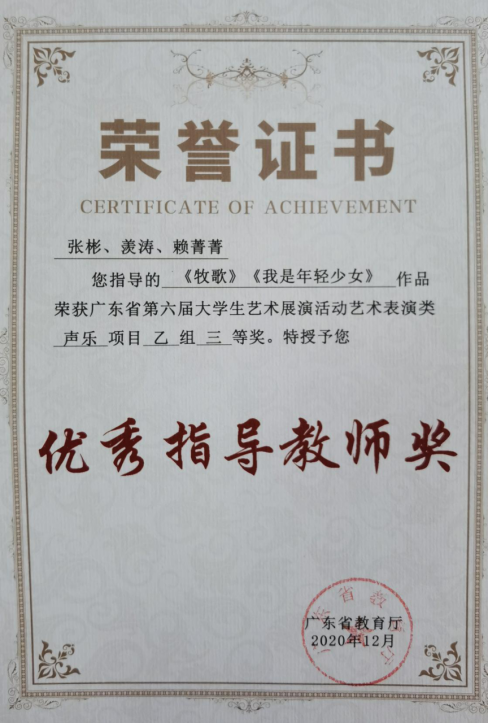 荣誉证书
CERTIFICATE OF ACHIEVEMENT
张彬、羡涛、赖菁菁
您指导的《牧歌》《我是年轻少女》作品
荣获广东省第六届大学生艺术展演活动艺术表演类
声乐项目乙组三等奖。特授予您
优秀指导教师奖
广东省教育厅
2020年12月